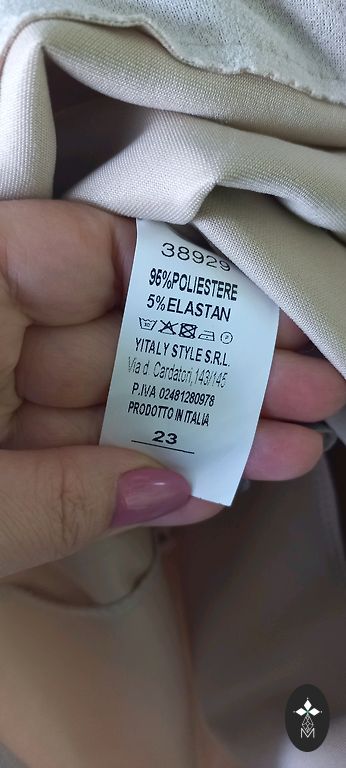 38929
95%POLIESTERE
5%ELASTAN
YITALY STYLE S.R.L.
Via d. Cardatori,143/145
P.IVA 02481280978
PRODOTTO IN ITALIA
23
M